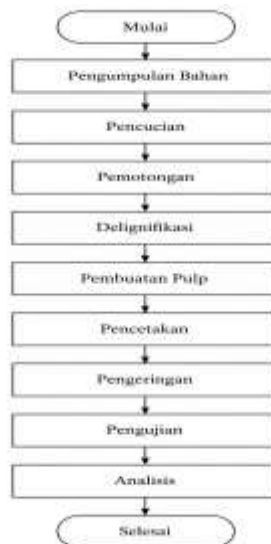 Mulai
Pengumpulan Bahan
Pencucian
Pemotongan
Delignifikasi
Pembuatan Pulp
Pencetakan
Pengeringan
Pengujian
Analisis
Selesai